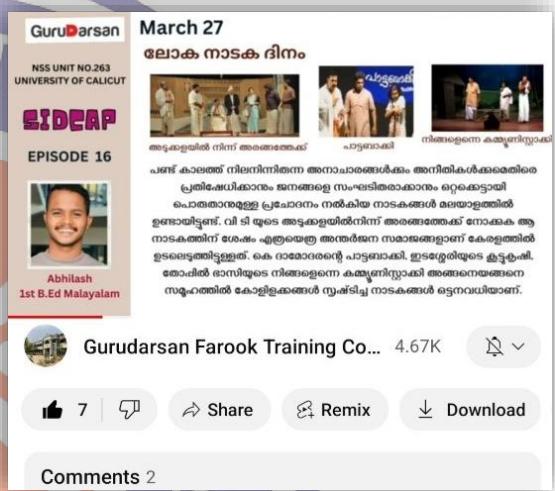 GuruDarsan
NSS UNIT NO.263
UNIVERSITY OF CALICUT
SIDCAP
EPISODE 16
Abhilash
1st B.Ed Malayalam
March 27
ലോക നാടക ദിനം
അടുക്കളയിൽ നിന്ന് അരങ്ങത്തേക്ക്
പാട്ടബാക്കി
നിങ്ങളെന്നെ കമ്മ്യൂണിസ്റ്റാക്കി
പണ്ട് കാലത്ത് നിലനിന്നിരുന്ന അനാചാരങ്ങൾക്കും അനീതികൾക്കുമെതിരെ
പ്രതിഷേധിക്കാനും ജനങ്ങളെ സംഘടിതരാക്കാനും ഒറ്റക്കെട്ടായി
പൊരുതാനുമുള്ള പ്രചോദനം നൽകിയ നാടകങ്ങൾ മലയാളത്തിൽ
ഉണ്ടായിട്ടുണ്ട്. വി ടി യുടെ അടുക്കളയിൽനിന്ന് അരങ്ങത്തേക്ക് നോക്കുക ആ
നാടകത്തിന് ശേഷം എത്രയെത്ര അന്തർജന സമാജങ്ങളാണ് കേരളത്തിൽ
ഉടലെടുത്തിട്ടുള്ളത്. കെ ദാമോദരന്റെ പാട്ടബാക്കി. ഇടശ്ശേരിയുടെ കൂട്ടുകൃഷി.
തോപ്പിൽ ഭാസിയുടെ നിങ്ങളെന്നെ കമ്മ്യൂണിസ്റ്റാക്കി അങ്ങനെയങ്ങനെ
സമൂഹത്തിൽ കോളിളക്കങ്ങൾ സൃഷ്ടിച്ച നാടകങ്ങൾ ഒട്ടനവധിയാണ്.
Gurudarsan Farook Training Co... 4.67K
7 Share Remix Download
Comments 2